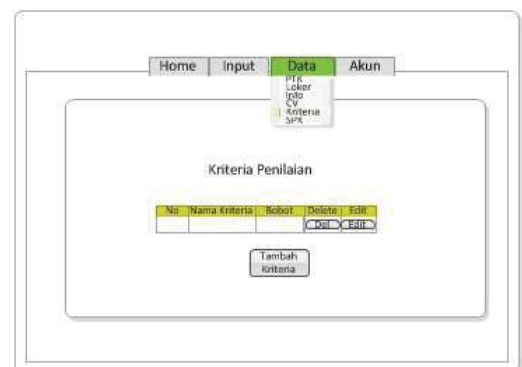 Home Input Data Akun
PTK
Loker
Info
CV
Kriteria
SPK
Kriteria Penilaian
No Nama Kriteria Bobot Delete Edit
Del Edit
Tambah
Kriteria